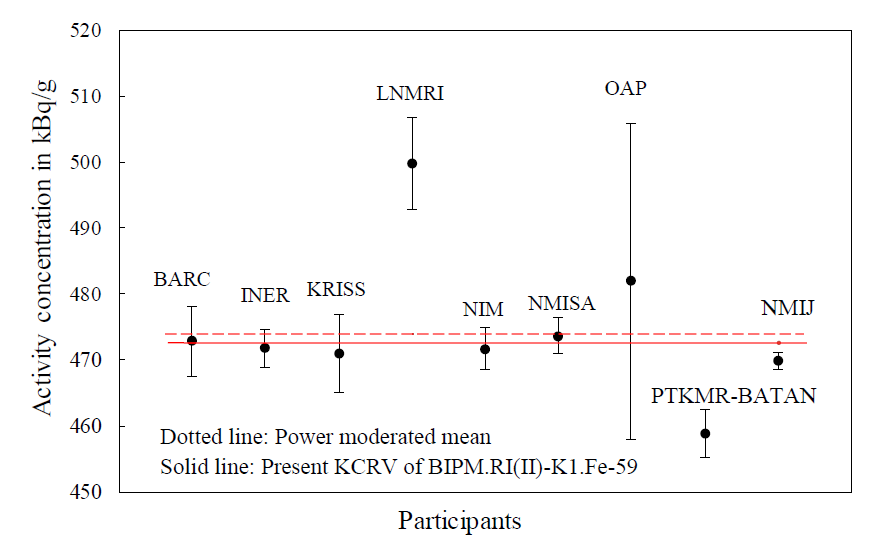 520
510
500
490
480
470
460
450
Activity concentration in kBq/g
BARC
INER
KRISS
LNMRI
NIM
NMISA
OAP
PTKMR-BATAN
NMIJ
Dotted line: Power moderated mean
Solid line: Present KCRV of BIPM.RI(II)-K1.Fe-59
Participants